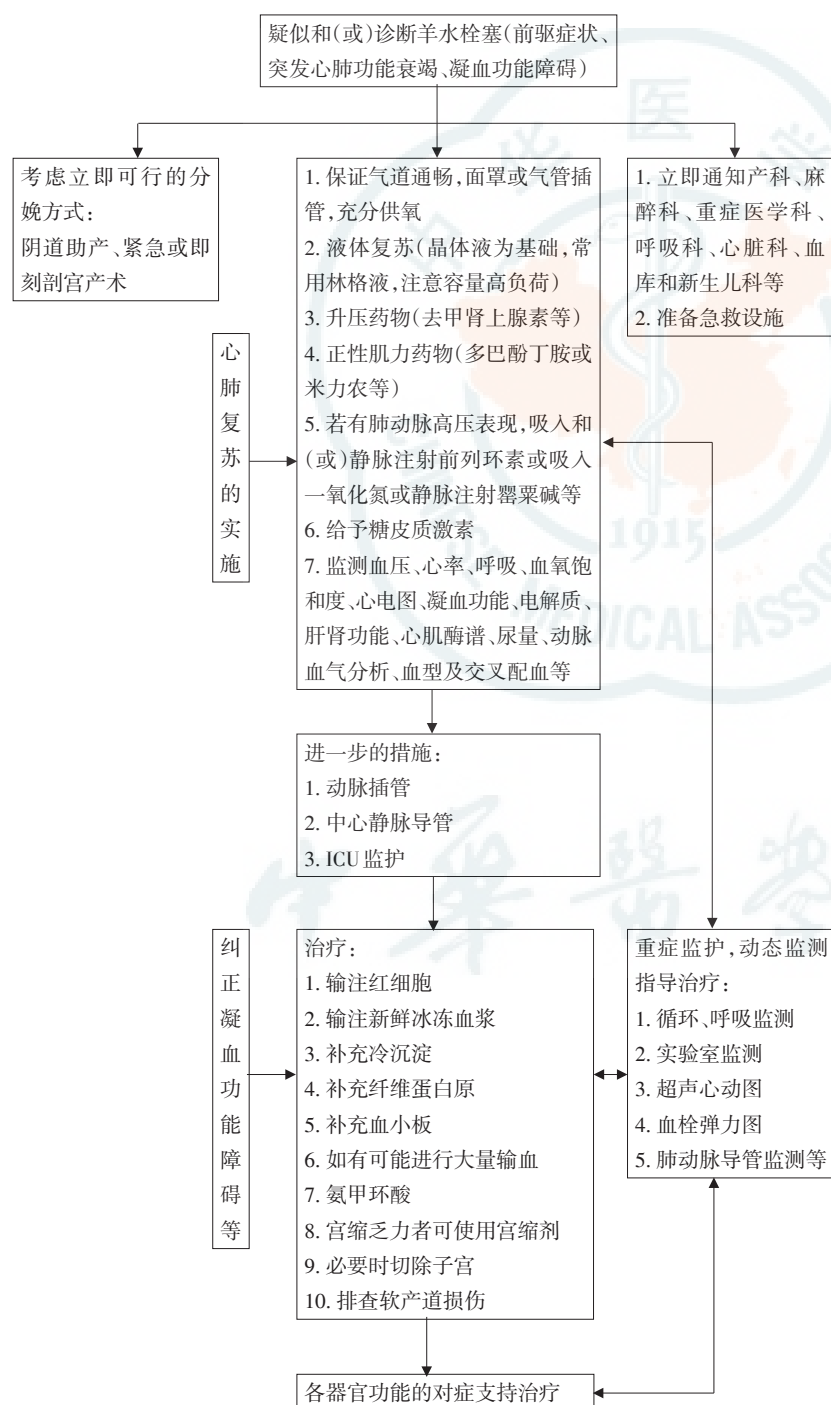 疑似和(或)诊断羊水栓塞(前驱症状、
突发心肺功能衰竭、凝血功能障碍)
考虑立即可行的分
娩方式:
阴道助产、紧急或即
刻剖宫产术
1. 保证气道通畅,面罩或气管插
管,充分供氧
2. 液体复苏(晶体液为基础,常
用林格液,注意容量高负荷)
3. 升压药物(去甲肾上腺素等)
4. 正性肌力药物(多巴酚丁胺或
米力农等)
5. 若有肺动脉高压表现,吸入和
(或)静脉注射前列环素或吸入
一氧化氮或静脉注射罂粟碱等
6. 给予糖皮质激素
7. 监测血压、心率、呼吸、血氧饱
和度、心电图、凝血功能、电解质、
肝肾功能、心肌酶谱、尿量、动脉
血气分析、血型及交叉配血等
1. 立即通知产科、麻
醉科、重症医学科、
呼吸科、心脏科、血
库和新生儿科等
2. 准备急救设施
心肺复苏的实施
进一步的措施:
1. 动脉插管
2. 中心静脉导管
3. ICU监护
纠正凝血功能障碍等
治疗:
1. 输注红细胞
2. 输注新鲜冰冻血浆
3. 补充冷沉淀
4. 补充纤维蛋白原
5. 补充血小板
6. 如有可能进行大量输血
7. 氨甲环酸
8. 宫缩乏力者可使用宫缩剂
9. 必要时切除子宫
10. 排查软产道损伤
重症监护,动态监测
指导治疗:
1. 循环、呼吸监测
2. 实验室监测
3. 超声心动图
4. 血栓弹力图
5. 肺动脉导管监测等
各器官功能的对症支持治疗
1915
MEDICAL ASSO
中華醫學